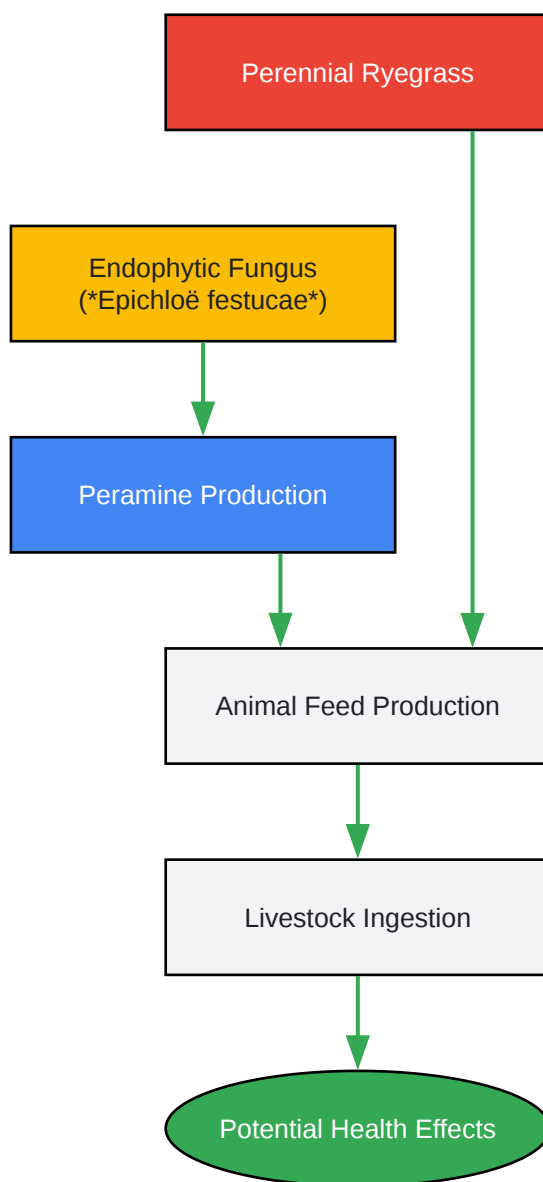 Perennial Ryegrass
Endophytic Fungus
(*Epichloë festucae*)
Peramine Production
Animal Feed Production
Livestock Ingestion
Potential Health Effects